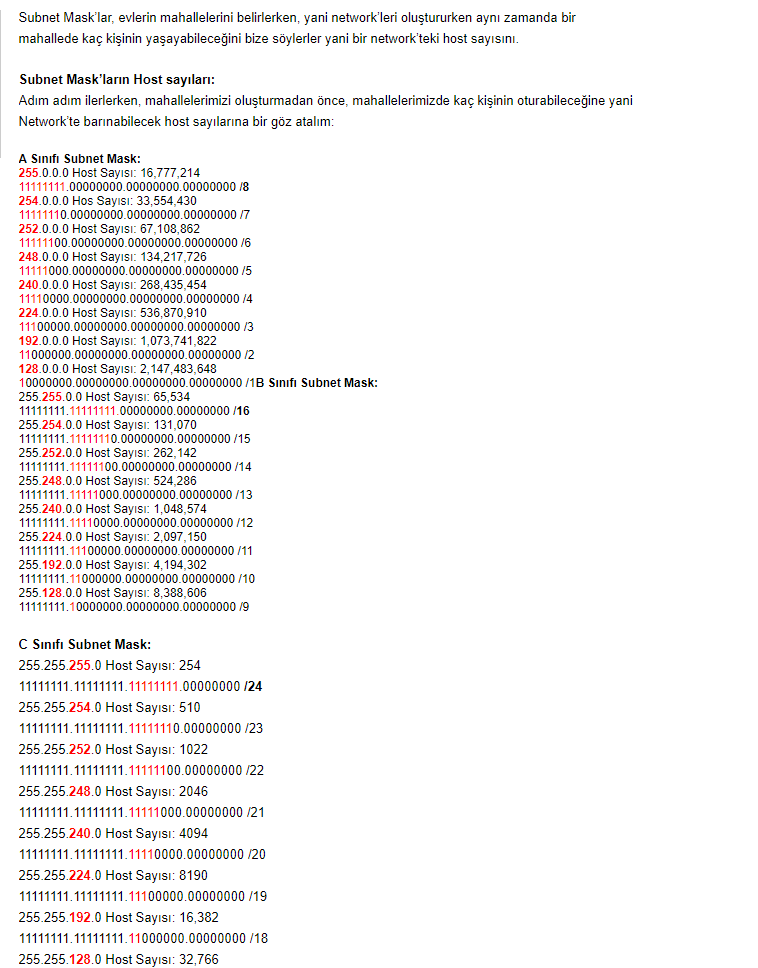 Subnet Mask'lar, evlerin mahallelerini belirlerken, yani network'leri oluştururken aynı zamanda bir
mahallede kaç kişinin yaşayabileceğini bize söylerler yani bir network'teki host sayısını.
Subnet Mask'ların Host sayıları:
Adım adım ilerlerken, mahallelerimizi oluşturmadan önce, mahallelerimizde kaç kişinin oturabileceğine yani
Network'te barınabilecek host sayılarına bir göz atalım:
A Sınıfı Subnet Mask:
255.0.0.0 Host Sayısı: 16,777,214
11111111.00000000.00000000.00000000 /8
254.0.0.0 Hos Sayısı: 33,554,430
11111110.00000000.00000000.00000000 /7
252.0.0.0 Host Sayısı: 67,108,862
11111100.00000000.00000000.00000000 /6
248.0.0.0 Host Sayısı: 134,217,726
11111000.00000000.00000000.00000000 /5
240.0.0.0 Host Sayısı: 268,435,454
11110000.00000000.00000000.00000000 /4
224.0.0.0 Host Sayısı: 536,870,910
11100000.00000000.00000000.00000000 /3
192.0.0.0 Host Sayısı: 1,073,741,822
11000000.00000000.00000000.00000000 /2
128.0.0.0 Host Sayısı: 2,147,483,648
10000000.00000000.00000000.00000000 /1B Sınıfı Subnet Mask:
255.255.0.0 Host Sayısı: 65,534
11111111.11111111.00000000.00000000 /16
255.254.0.0 Host Sayısı: 131,070
11111111.11111110.00000000.00000000 /15
255.252.0.0 Host Sayısı: 262,142
11111111.11111100.00000000.00000000 /14
255.248.0.0 Host Sayısı: 524,286
11111111.11111000.00000000.00000000 /13
255.240.0.0 Host Sayısı: 1,048,574
11111111.11110000.00000000.00000000 /12
255.224.0.0 Host Sayısı: 2,097,150
11111111.11100000.00000000.00000000 /11
255.192.0.0 Host Sayısı: 4,194,302
11111111.11000000.00000000.00000000 /10
255.128.0.0 Host Sayısı: 8,388,606
11111111.10000000.00000000.00000000 /9
C Sınıfı Subnet Mask:
255.255.255.0 Host Sayısı: 254
11111111.11111111.11111111.00000000 /24
255.255.254.0 Host Sayısı: 510
11111111.11111111.11111110.00000000 /23
255.255.252.0 Host Sayısı: 1022
11111111.11111111.11111100.00000000 /22
255.255.248.0 Host Sayısı: 2046
11111111.11111111.11111000.00000000 /21
255.255.240.0 Host Sayısı: 4094
11111111.11111111.11110000.00000000 /20
255.255.224.0 Host Sayısı: 8190
11111111.11111111.11100000.00000000 /19
255.255.192.0 Host Sayısı: 16,382
11111111.11111111.11000000.00000000 /18
255.255.128.0 Host Sayısı: 32,766